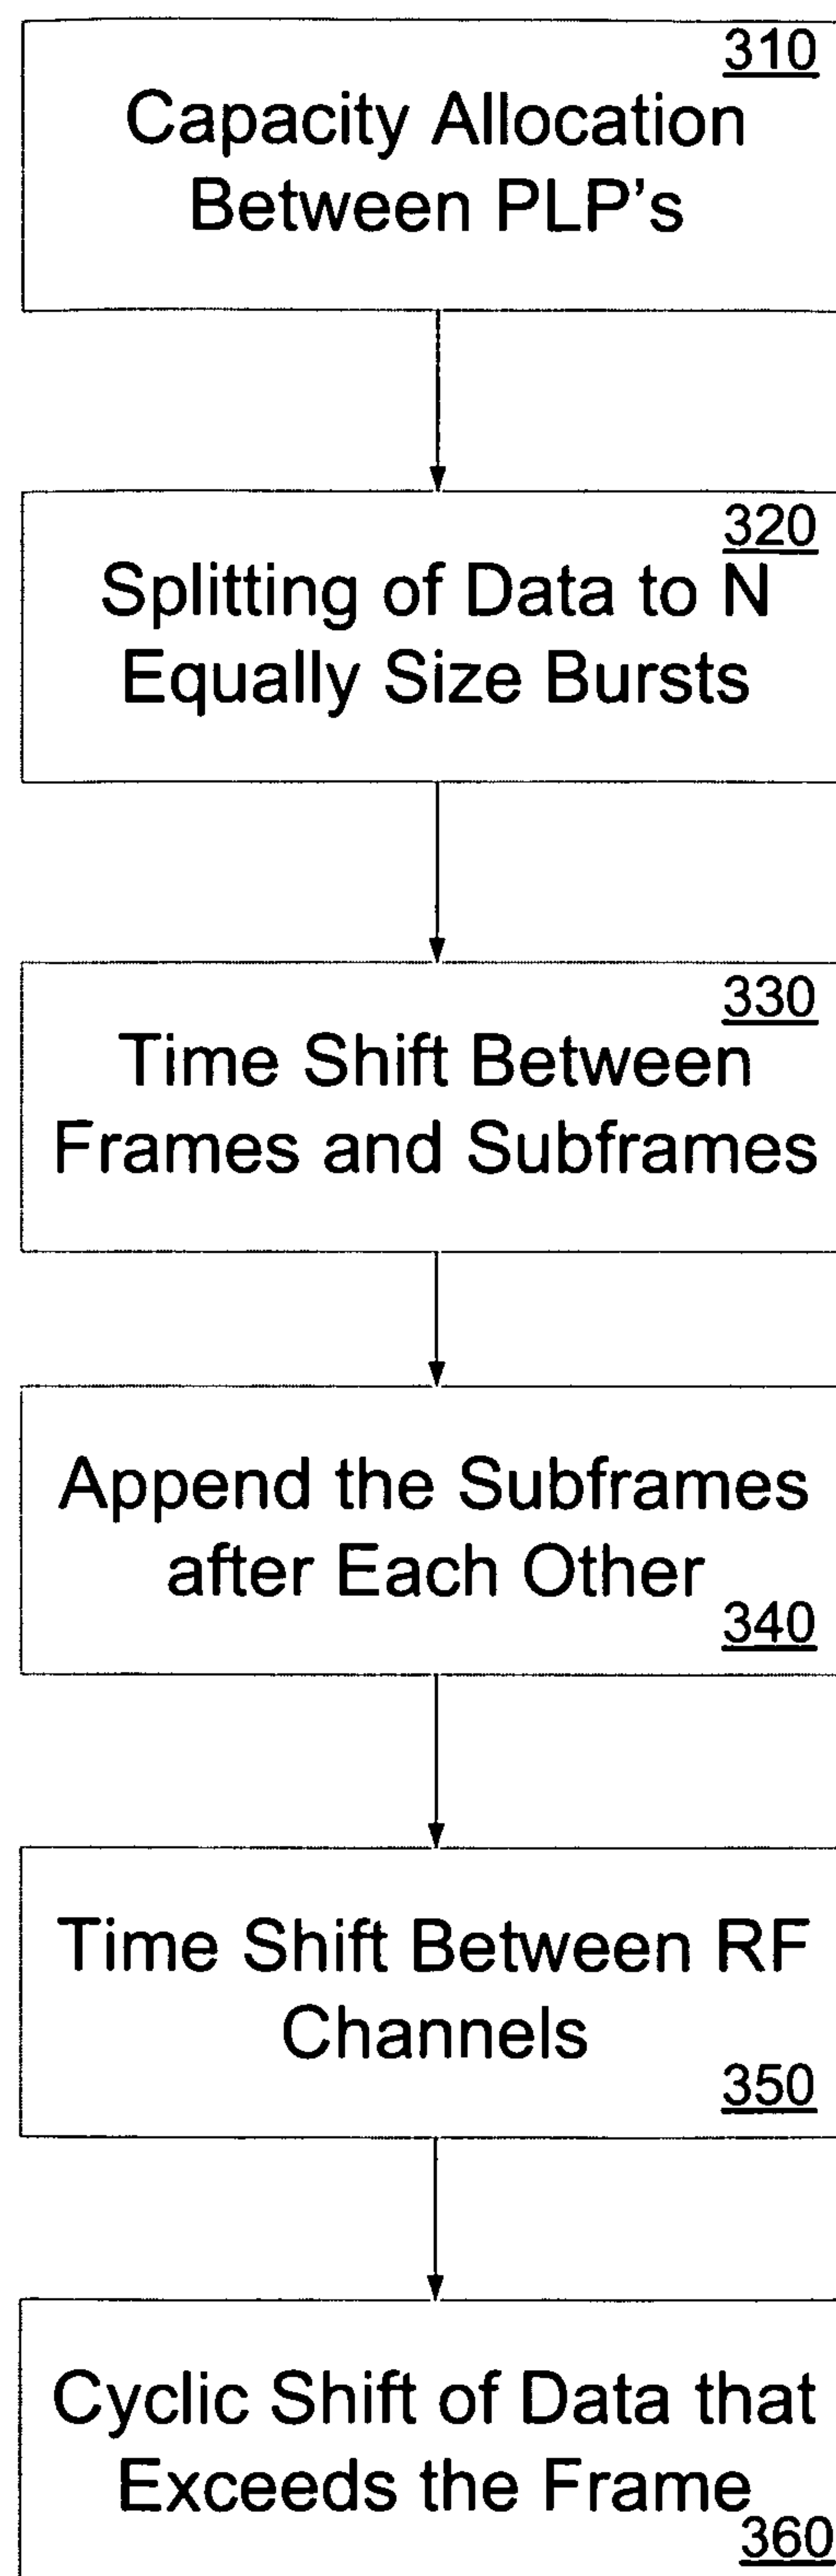 310
Capacity Allocation
Between PLP's
320
Splitting of Data to N
Equally Size Bursts
330
Time Shift Between
Frames and Subframes
Append the Subframes
after Each Other
340
Time Shift Between RF
Channels
350
Cyclic Shift of Data that
Exceeds the Frame
360